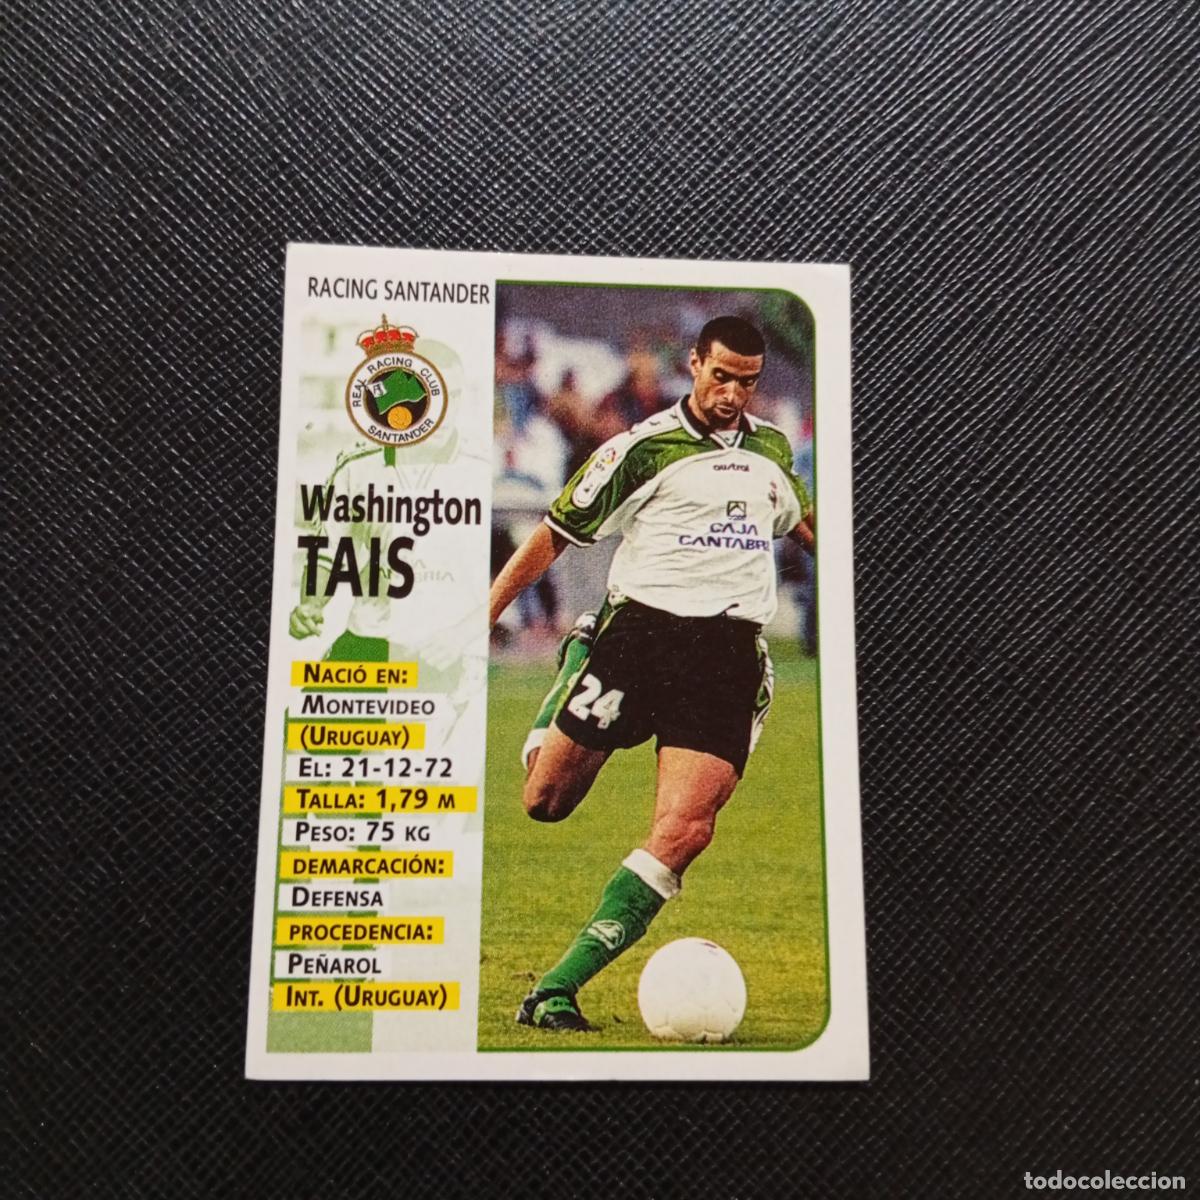 RACING SANTANDER
REAL RACING CLUB
SANTANDER
Washington
TAIS
NACIÓ EN:
MONTEVIDEO
(URUGUAY)
EL: 21-12-72
TALLA: 1,79 M
PESO: 75 KG
DEMARCACIÓN:
DEFENSA
PROCEDENCIA:
PEÑAROL
INT. (URUGUAY)
austral
CAJA
CANTABRI
24
todocoleccion